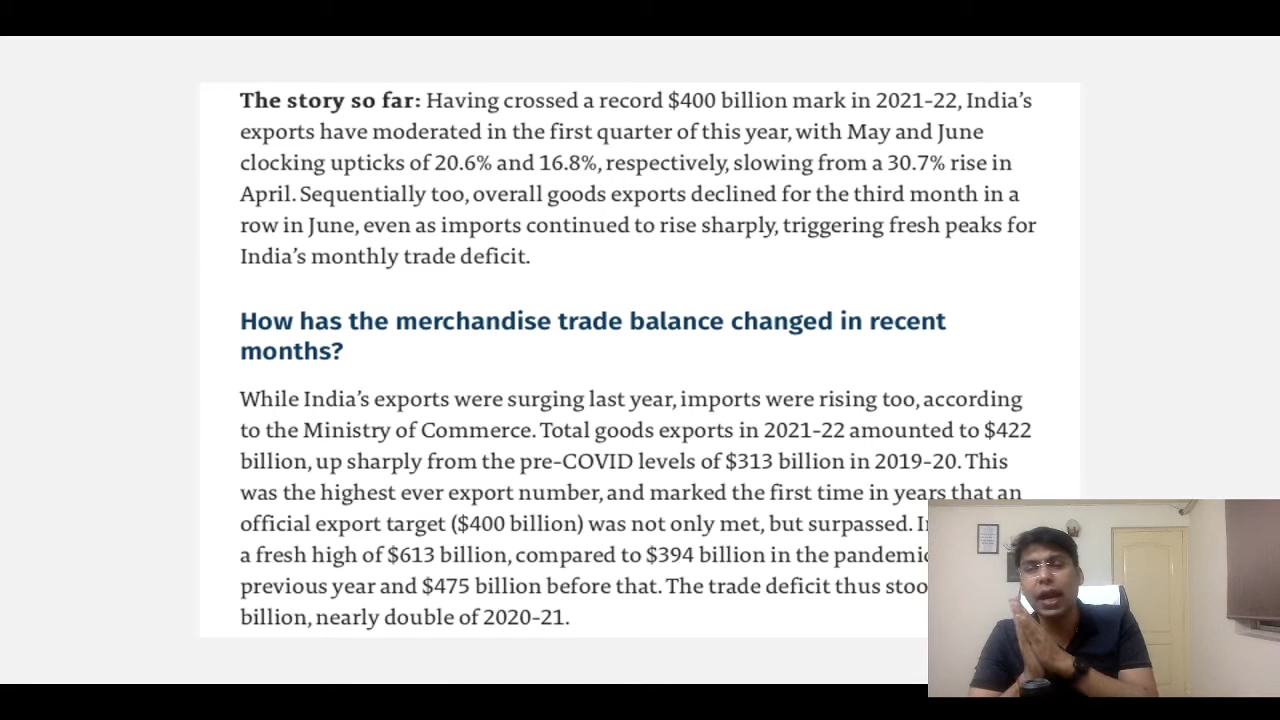 The story so far: Having crossed a record $400 billion mark in 2021-22, India’s
exports have moderated in the first quarter of this year, with May and June
clocking upticks of 20.6% and 16.8%, respectively, slowing from a 30.7% rise in
April. Sequentially too, overall goods exports declined for the third month in a
row in June, even as imports continued to rise sharply, triggering fresh peaks for
India’s monthly trade deficit.
How has the merchandise trade balance changed in recent
months?
While India’s exports were surging last year, imports were rising too, according
to the Ministry of Commerce. Total goods exports in 2021-22 amounted to $422
billion, up sharply from the pre-COVID levels of $313 billion in 2019-20. This
was the highest ever export number, and marked the first time in years that an
official export target ($400 billion) was not only met, but surpassed.
a fresh high of $613 billion, compared to $394 billion in the
previous year and $475 billion before that. The trade deficit thus
billion, nearly double of 2020-21.